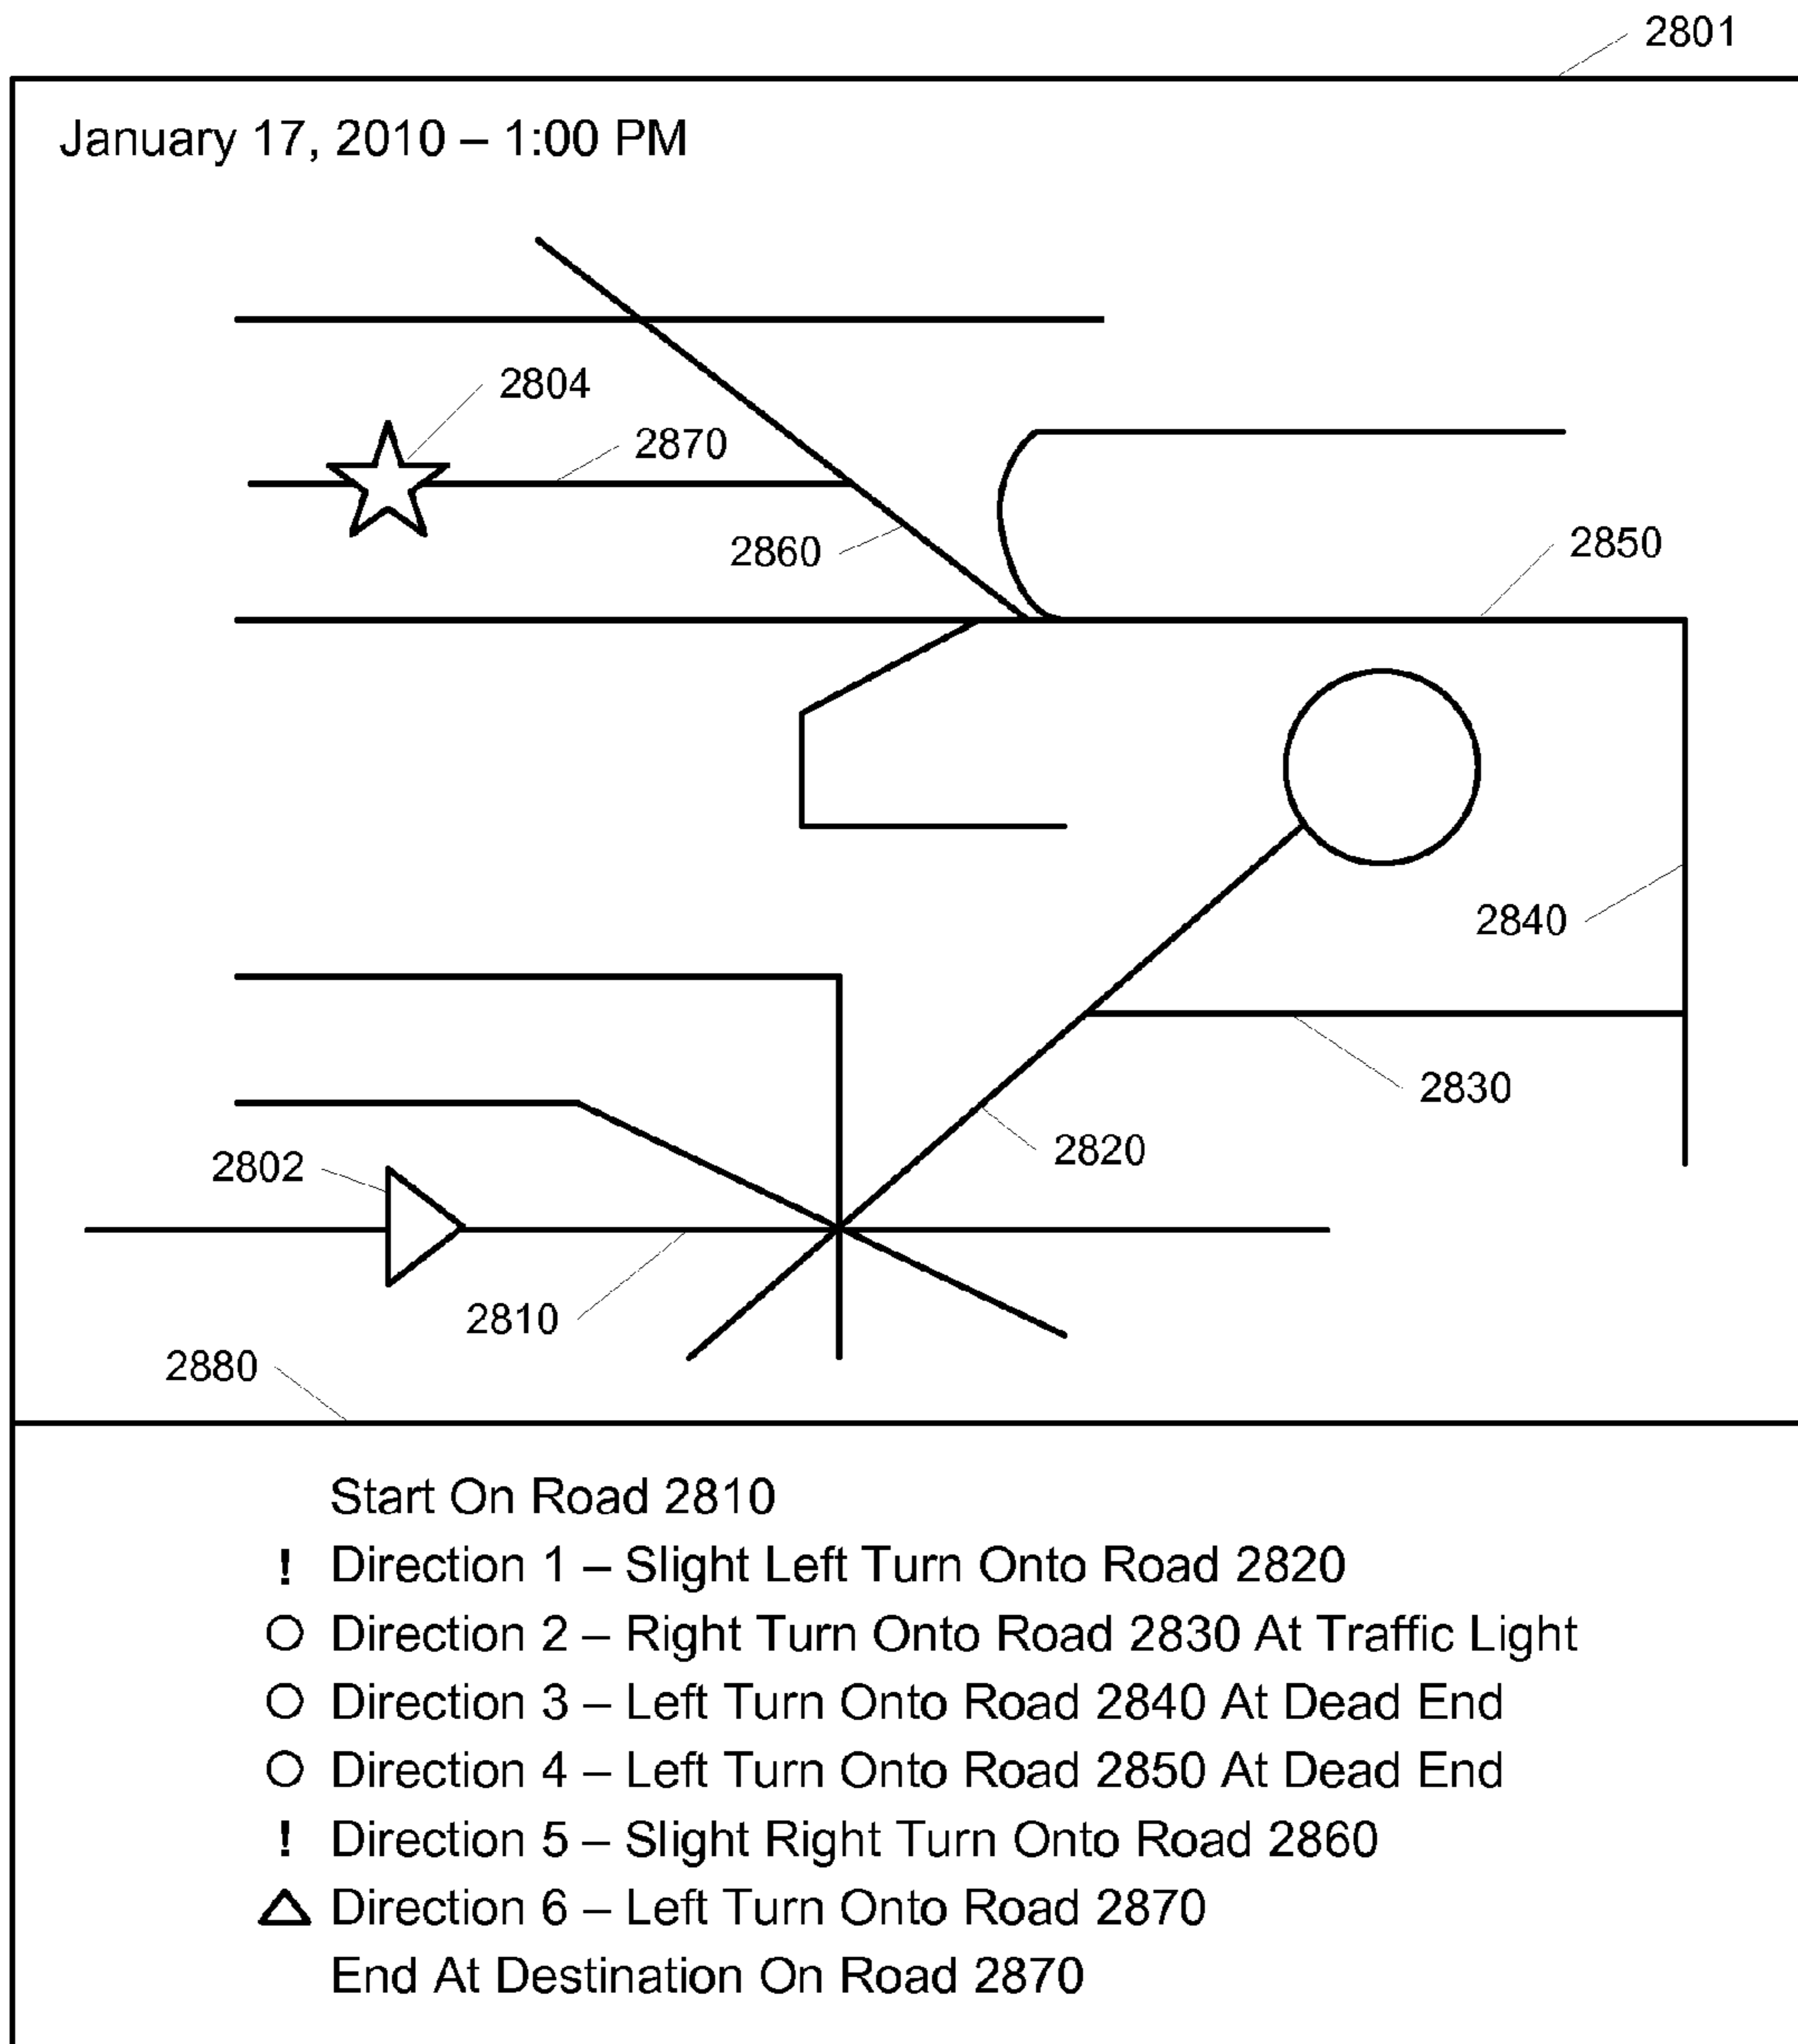 2801
January 17, 2010 – 1:00 PM
2804
2870
2860
2850
2840
2830
2820
2802
2810
2880
Start On Road 2810
! Direction 1 – Slight Left Turn Onto Road 2820
Direction 2 – Right Turn Onto Road 2830 At Traffic Light
Direction 3 – Left Turn Onto Road 2840 At Dead End
Direction 4 – Left Turn Onto Road 2850 At Dead End
! Direction 5 – Slight Right Turn Onto Road 2860
Direction 6 – Left Turn Onto Road 2870
End At Destination On Road 2870